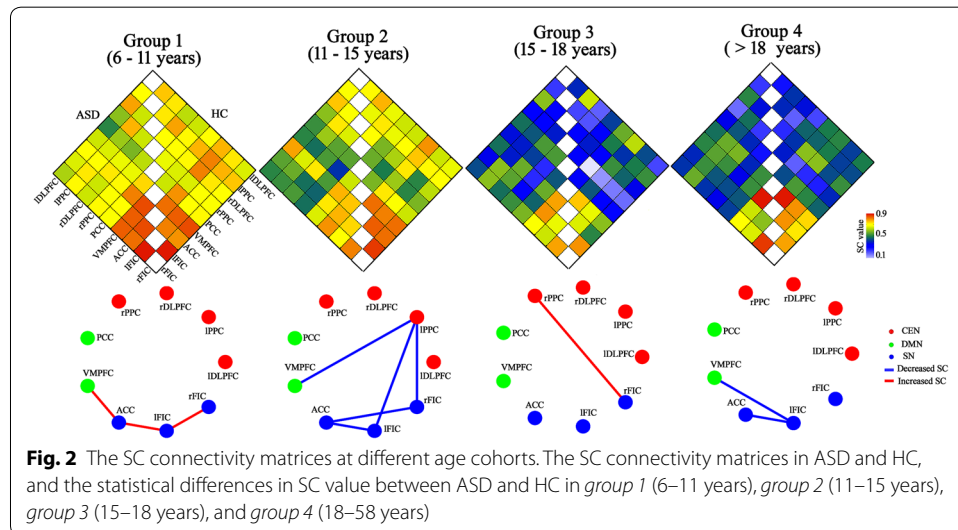 Group 1
(6 - 11 years)
Group 2
(11 - 15 years)
Group 3
(15 - 18 years)
Group 4
( > 18 years)
ASD
HC
lDLPFC
lPPC
rDLPFC
rPPC
PCC
VMPFC
ACC
lFIC
rFIC
lDLPFC
lPPC
rDLPFC
rPPC
PCC
VMPFC
ACC
lFIC
rFIC
SC value
0.9
0.5
0.1
rPPC
rDLPFC
lPPC
lDLPFC
rFIC
lFIC
ACC
VMPFC
PCC
rPPC
rDLPFC
lPPC
lDLPFC
rFIC
lFIC
ACC
VMPFC
PCC
rPPC
rDLPFC
lPPC
lDLPFC
rFIC
lFIC
ACC
VMPFC
PCC
rPPC
rDLPFC
lPPC
lDLPFC
rFIC
lFIC
ACC
VMPFC
PCC
CEN
DMN
SN
Decreased SC
Increased SC
Fig. 2 The SC connectivity matrices at different age cohorts. The SC connectivity matrices in ASD and HC,
and the statistical differences in SC value between ASD and HC in group 1 (6–11 years), group 2 (11–15 years),
group 3 (15–18 years), and group 4 (18–58 years)